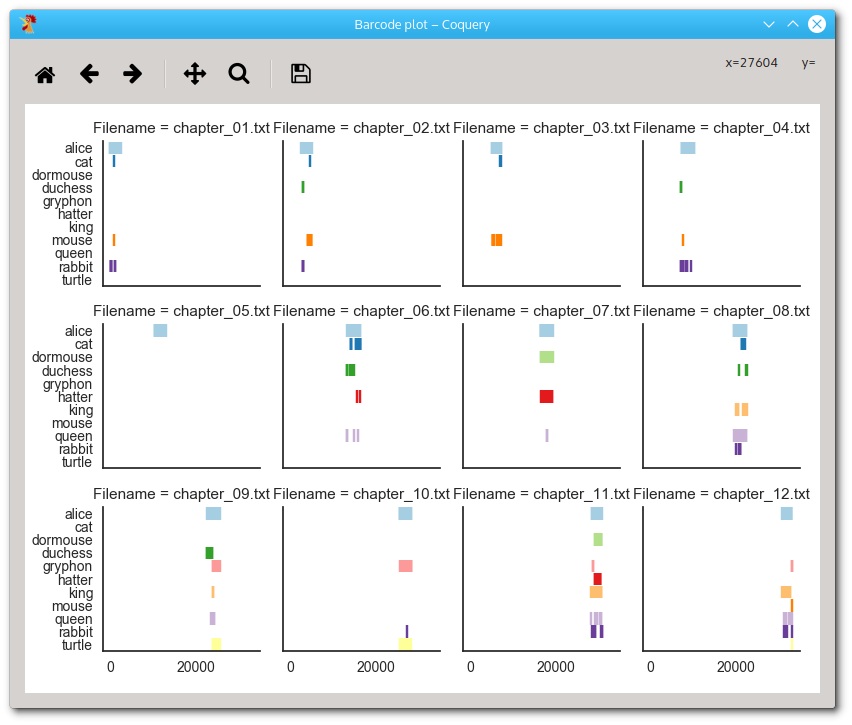 Barcode plot – Coquery
x=27604 y=
Filename = chapter_01.txt Filename = chapter_02.txt Filename = chapter_03.txt Filename = chapter_04.txt
alice
cat
dormouse
duchess
gryphon
hatter
king
mouse
queen
rabbit
turtle
Filename = chapter_05.txt Filename = chapter_06.txt Filename = chapter_07.txt Filename = chapter_08.txt
alice
cat
dormouse
duchess
gryphon
hatter
king
mouse
queen
rabbit
turtle
Filename = chapter_09.txt Filename = chapter_10.txt Filename = chapter_11.txt Filename = chapter_12.txt
alice
cat
dormouse
duchess
gryphon
hatter
king
mouse
queen
rabbit
turtle
0 20000 0 20000 0 20000 0 20000